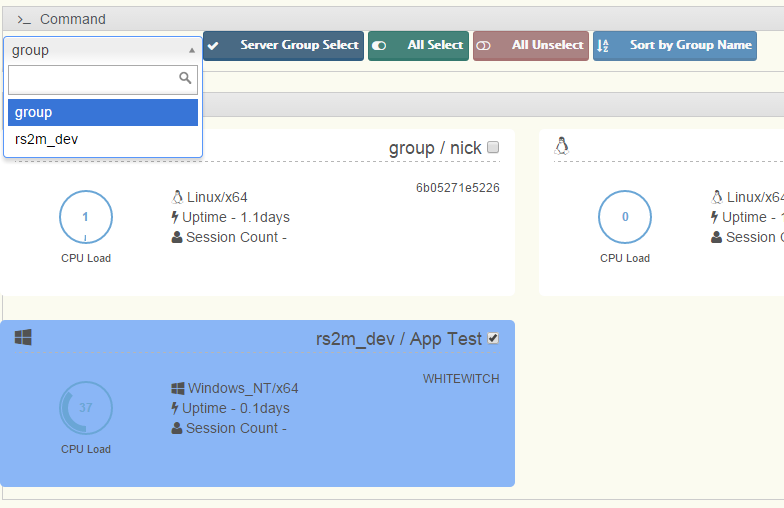 >_ Command
group
Server Group Select
All Select
All Unselect
Sort by Group Name
group
rs2m_dev
group / nick
6b05271e5226
1
CPU Load
Linux/x64
Uptime - 1.1days
Session Count -
0
CPU Load
Linux/x64
Uptime - 1
Session C
rs2m_dev / App Test
WHITEWITCH
37
CPU Load
Windows_NT/x64
Uptime - 0.1days
Session Count -